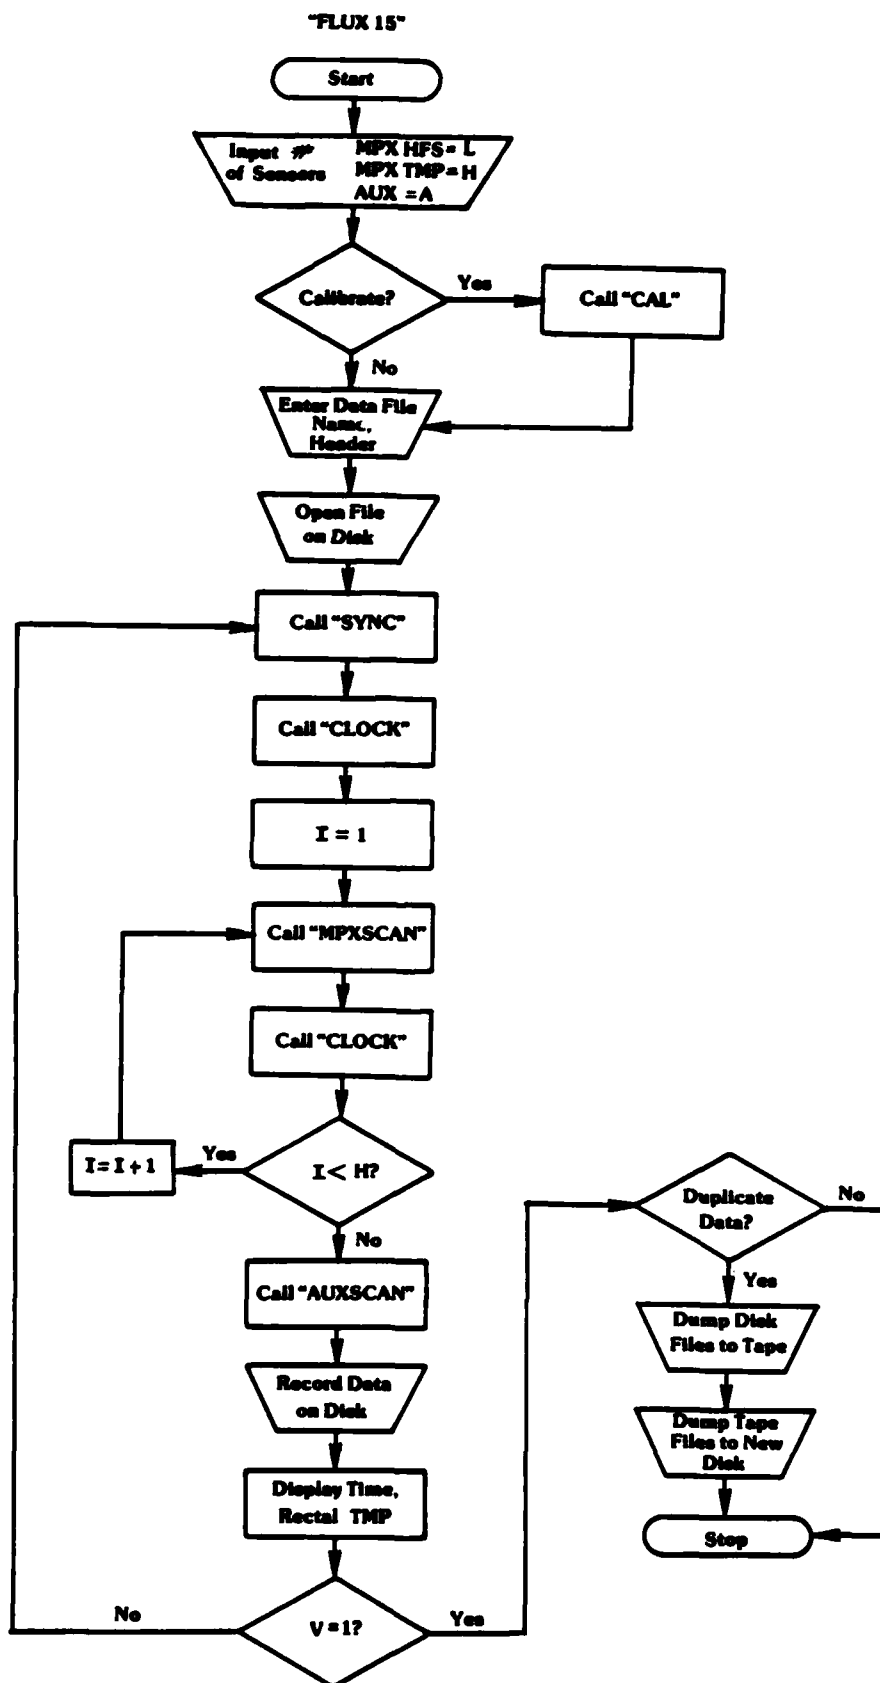 "FLUX 15"
Start
Input # MPX HFS = L
of Sensors MPX TMP = H
AUX = A
Calibrate?
Yes
Call "CAL"
No
Enter Data File
Name,
Header
Open File
on Disk
Call "SYNC"
Call "CLOCK"
I = 1
Call "MPXSCAN"
Call "CLOCK"
I < H?
Yes
I = I + 1
No
Call "AUXSCAN"
Record Data
on Disk
Display Time,
Rectal TMP
V = 1?
No
Yes
Duplicate
Data?
No
Yes
Dump Disk
Files to Tape
Dump Tape
Files to New
Disk
Stop